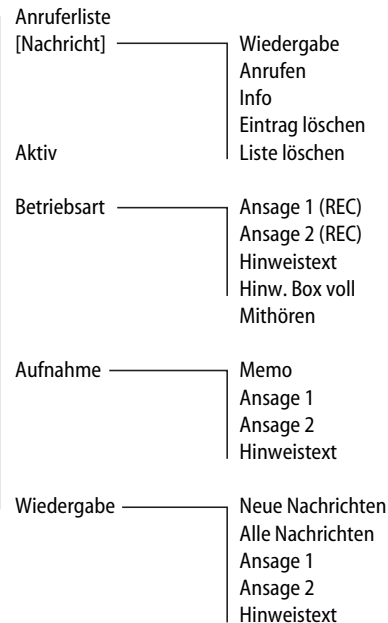 Anruferliste
[Nachricht]
Wiedergabe
Anrufen
Info
Eintrag löschen
Aktiv
Liste löschen
Betriebsart
Ansage 1 (REC)
Ansage 2 (REC)
Hinweistext
Hinw. Box voll
Mithören
Aufnahme
Memo
Ansage 1
Ansage 2
Hinweistext
Wiedergabe
Neue Nachrichten
Alle Nachrichten
Ansage 1
Ansage 2
Hinweistext